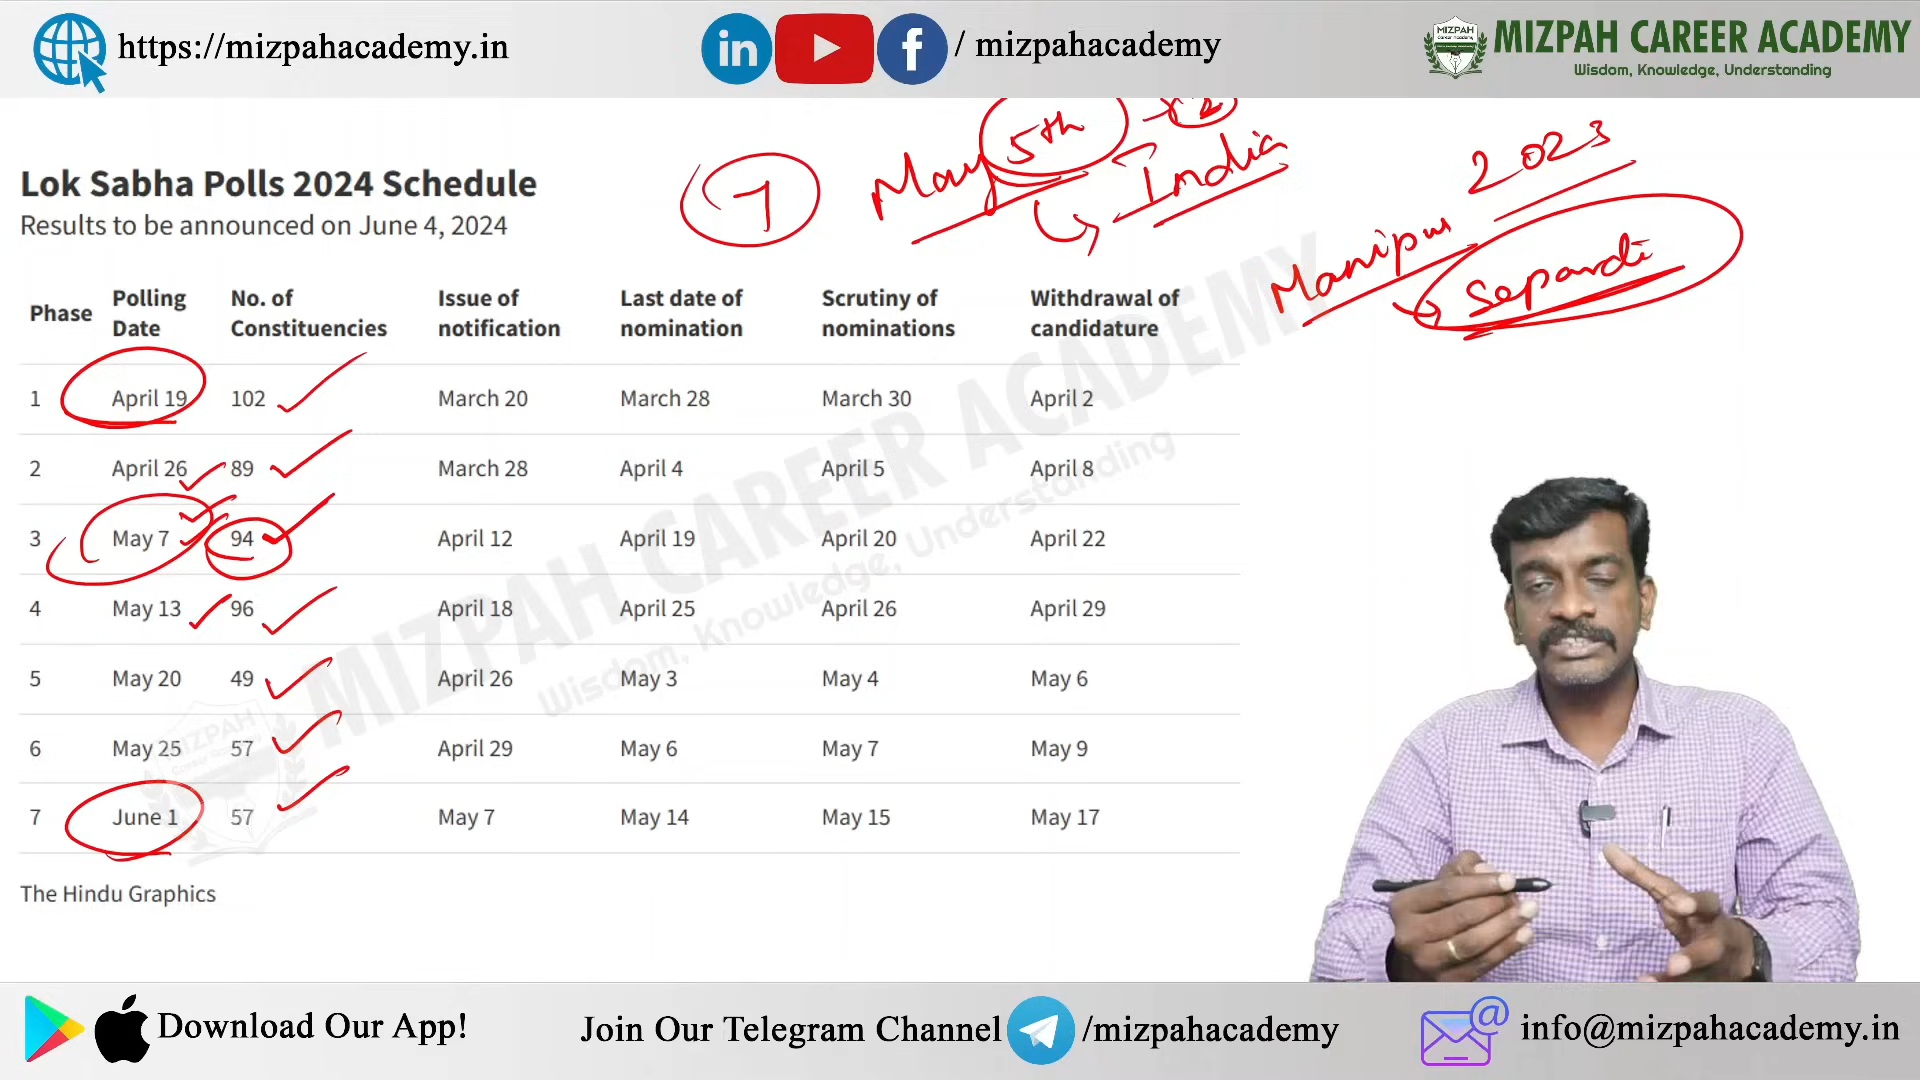 https://mizpahacademy.in
in
/ mizpahacademy
MIZPAH
MIZPAH CAREER ACADEMY
Wisdom, Knowledge, Understanding
May 5th
India
2023
Manipur
7
Lok Sabha Polls 2024 Schedule
Results to be announced on June 4, 2024
Phase Polling Date No. of Constituencies Issue of notification Last date of nomination Scrutiny of nominations Withdrawal of candidature
1 April 19 102 March 20 March 28 March 30 April 2
2 April 26 89 March 28 April 4 April 5 April 8
3 May 7 94 April 12 April 19 April 20 April 22
4 May 13 96 April 18 April 25 April 26 April 29
5 May 20 49 April 26 May 3 May 4 May 6
6 May 25 57 April 29 May 6 May 7 May 9
7 June 1 57 May 7 May 14 May 15 May 17
MIZPAH CAREER ACADEMY
Wisdom, Knowledge, Understanding
The Hindu Graphics
Download Our App!
Join Our Telegram Channel /mizpahacademy
info@mizpahacademy.in